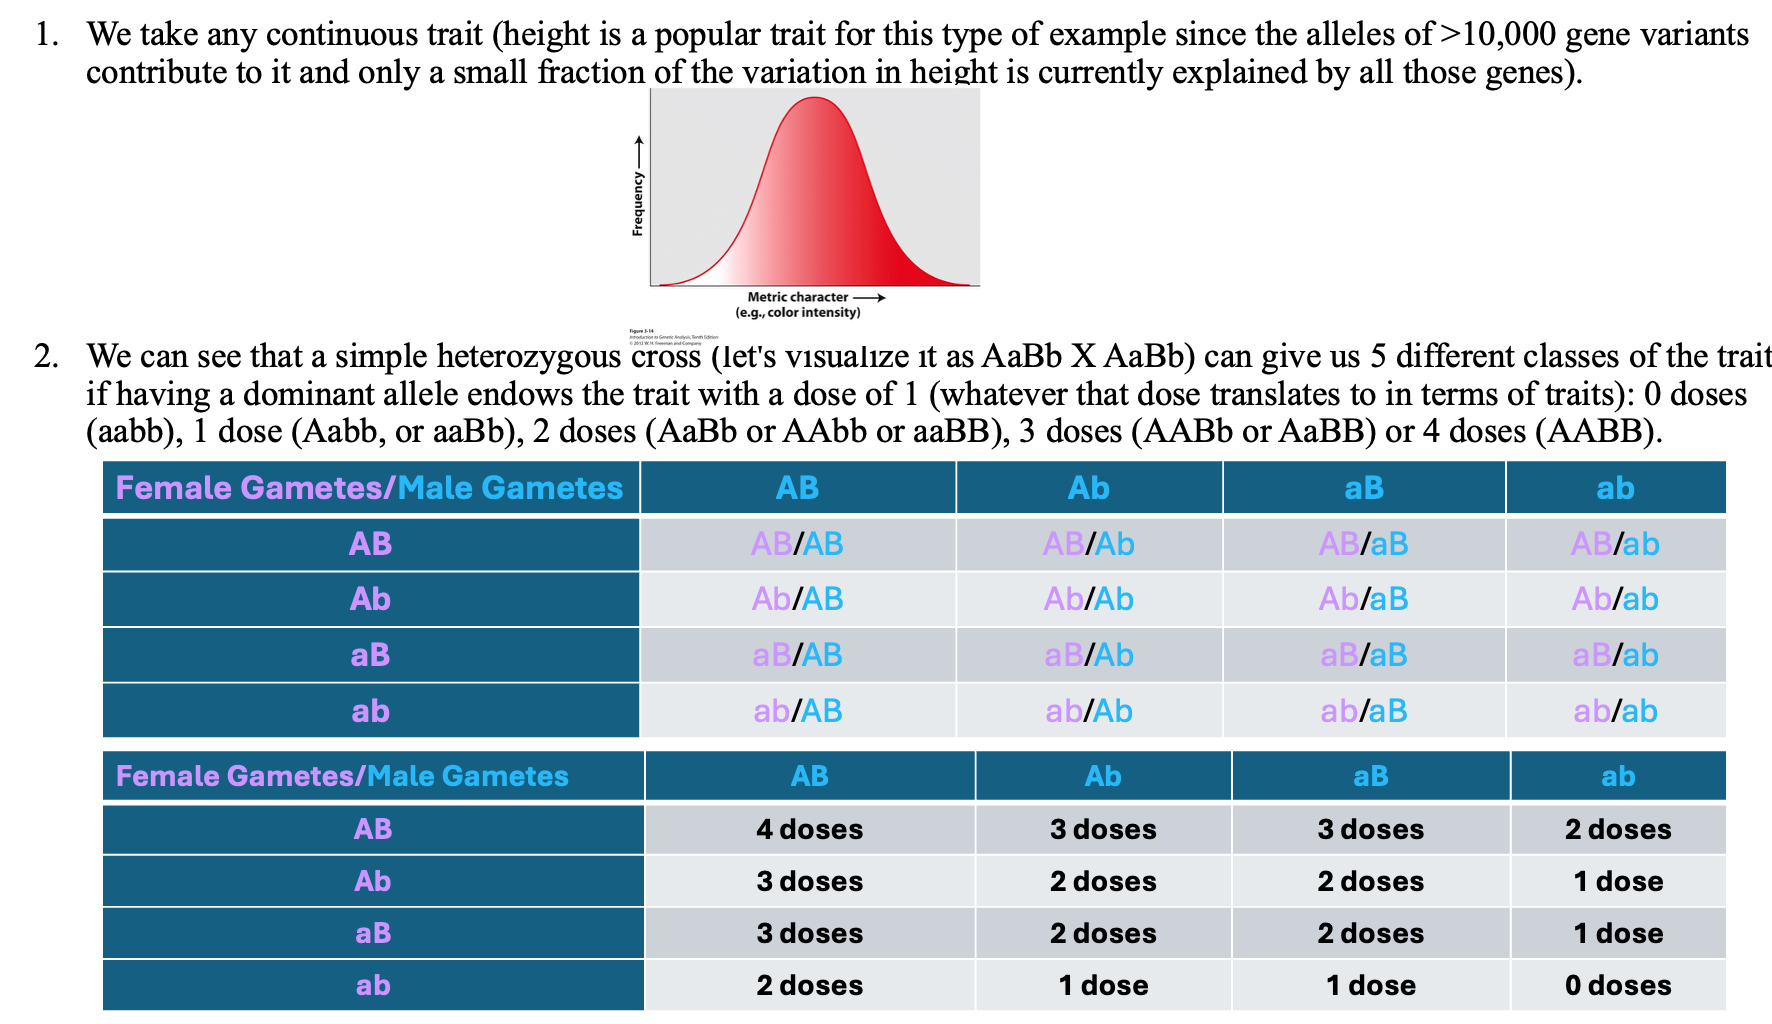 1. We take any continuous trait (height is a popular trait for this type of example since the alleles of >10,000 gene variants
contribute to it and only a small fraction of the variation in height is currently explained by all those genes).
Frequency
Metric character
(e.g., color intensity)
Figure 3-14
Introduction to Genetic Analysis, Tenth Edition
© 2012 W. H. Freeman and Company
2. We can see that a simple heterozygous cross (let's visualize it as AaBb X AaBb) can give us 5 different classes of the trait
if having a dominant allele endows the trait with a dose of 1 (whatever that dose translates to in terms of traits): 0 doses
(aabb), 1 dose (Aabb, or aaBb), 2 doses (AaBb or AAbb or aaBB), 3 doses (AABb or AaBB) or 4 doses (AABB).
Female Gametes/Male Gametes AB Ab aB ab
AB AB/AB AB/Ab AB/aB AB/ab
Ab Ab/AB Ab/Ab Ab/aB Ab/ab
aB aB/AB aB/Ab aB/aB aB/ab
ab ab/AB ab/Ab ab/aB ab/ab
Female Gametes/Male Gametes AB Ab aB ab
AB 4 doses 3 doses 3 doses 2 doses
Ab 3 doses 2 doses 2 doses 1 dose
aB 3 doses 2 doses 2 doses 1 dose
ab 2 doses 1 dose 1 dose 0 doses